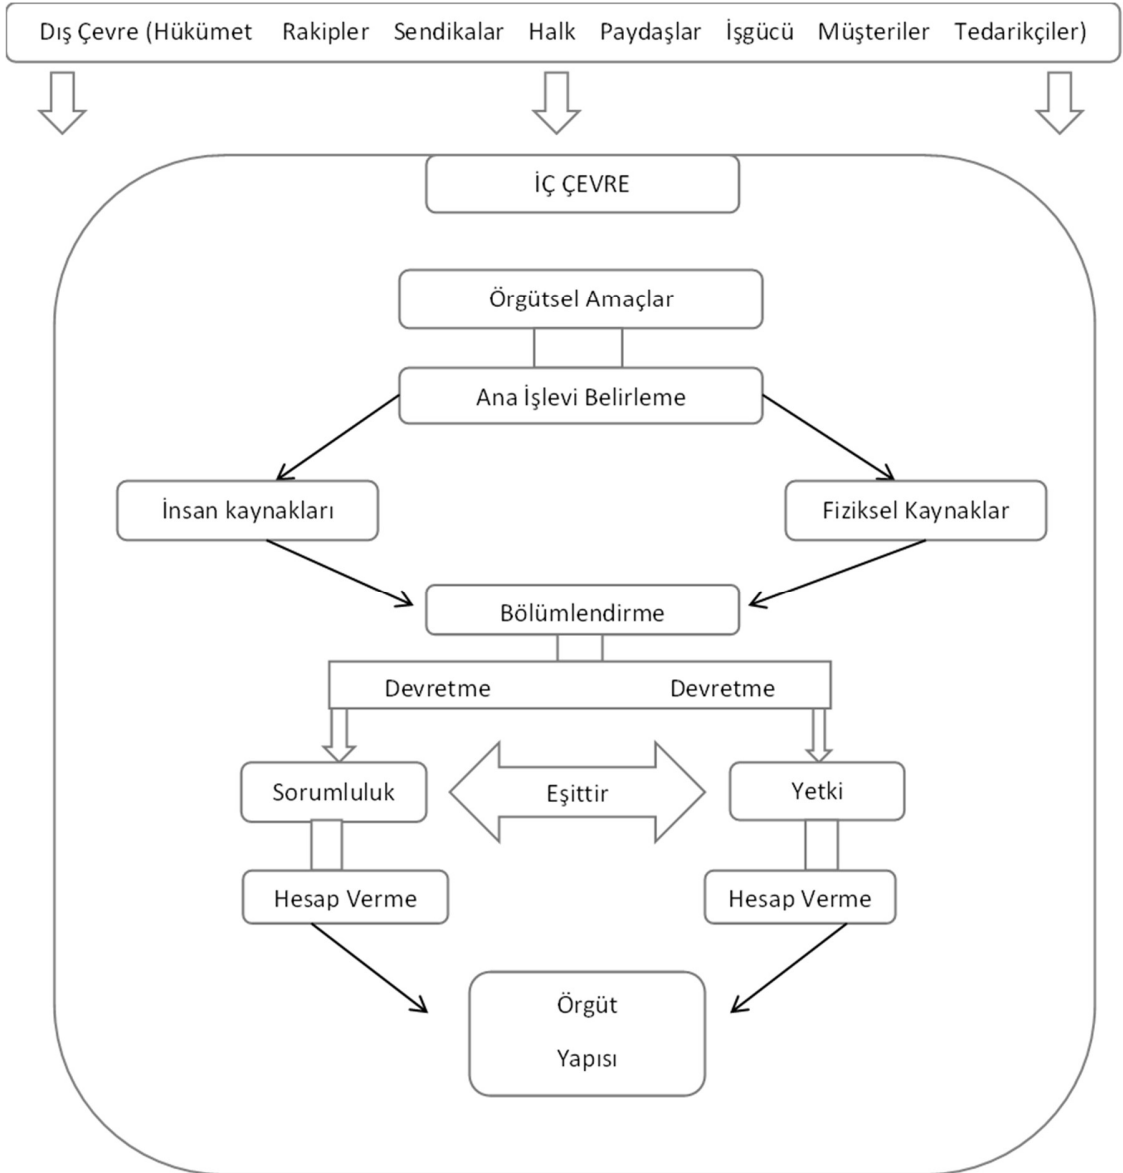 Dış Çevre (Hükümet Rakipler Sendikalar Halk Paydaşlar İşgücü Müşteriler Tedarikçiler)
İÇ ÇEVRE
Örgütsel Amaçlar
Ana İşlevi Belirleme
İnsan kaynakları Fiziksel Kaynaklar
Bölümlendirme
Devretme Devretme
Sorumluluk Eşittir Yetki
Hesap Verme Hesap Verme
Örgüt
Yapısı